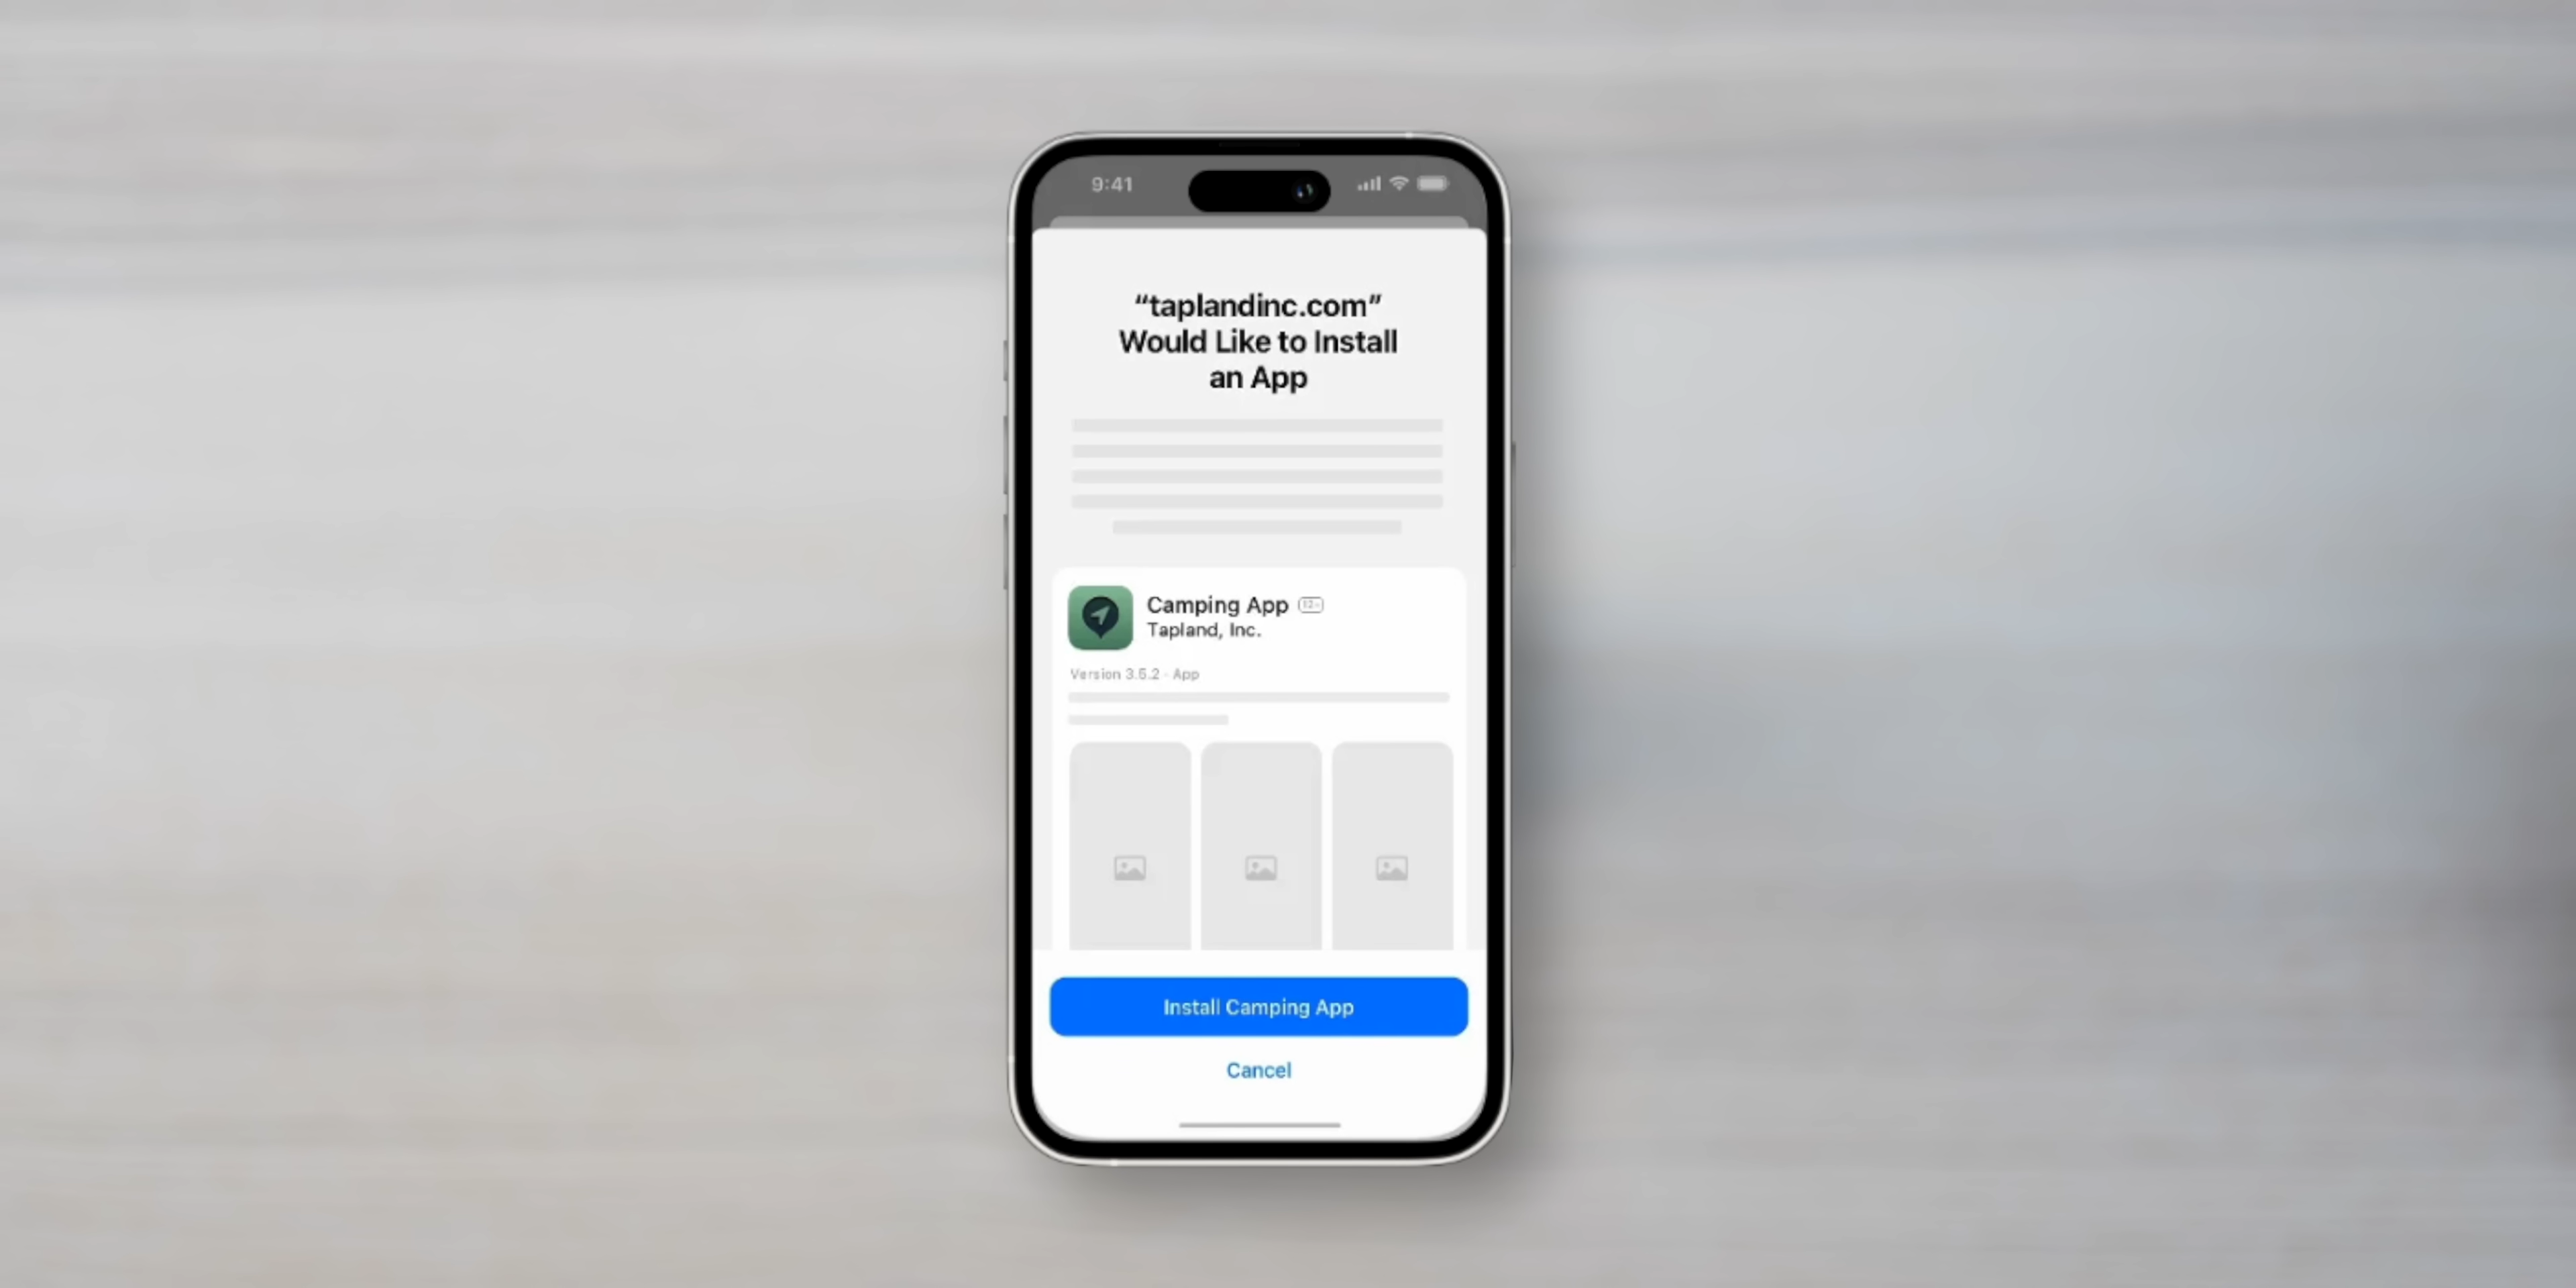 9:41
“taplandinc.com”
Would Like to Install
an App
Camping App 12+
Tapland, Inc.
Version 3.5.2 - App
Install Camping App
Cancel